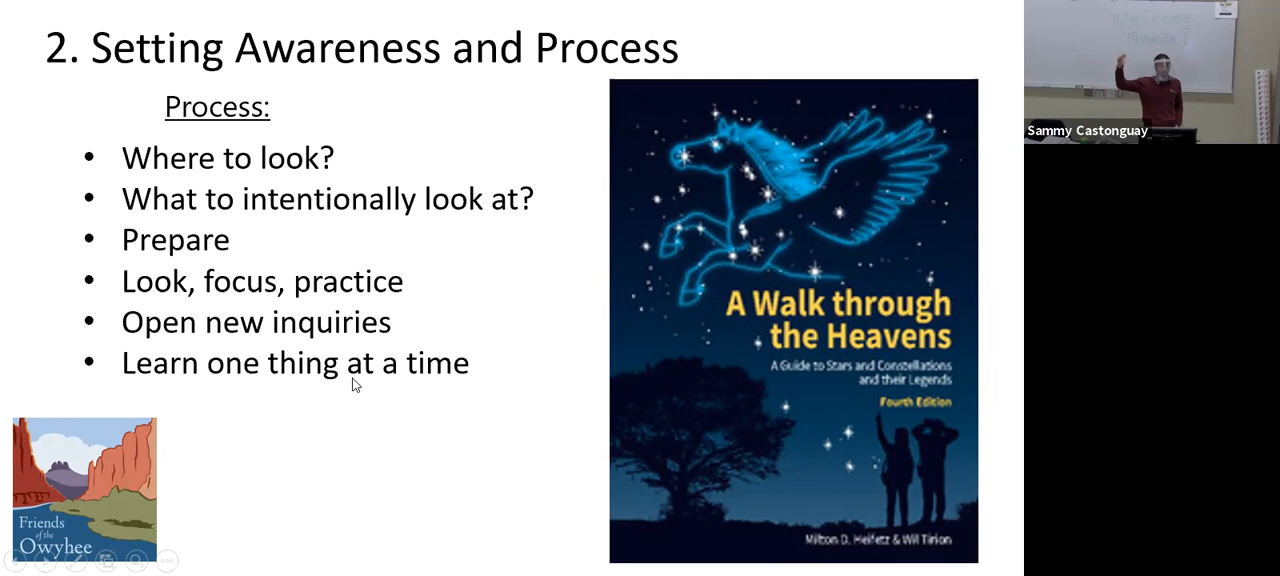 2. Setting Awareness and Process
Process:
• Where to look?
• What to intentionally look at?
• Prepare
• Look, focus, practice
• Open new inquiries
• Learn one thing at a time
A Walk through
the Heavens
A Guide to Stars and Constellations
and their Legends
Fourth Edition
Milton D. Heifetz & Wil Tirion
Friends
of the
Owyhee
Sammy Castonguay